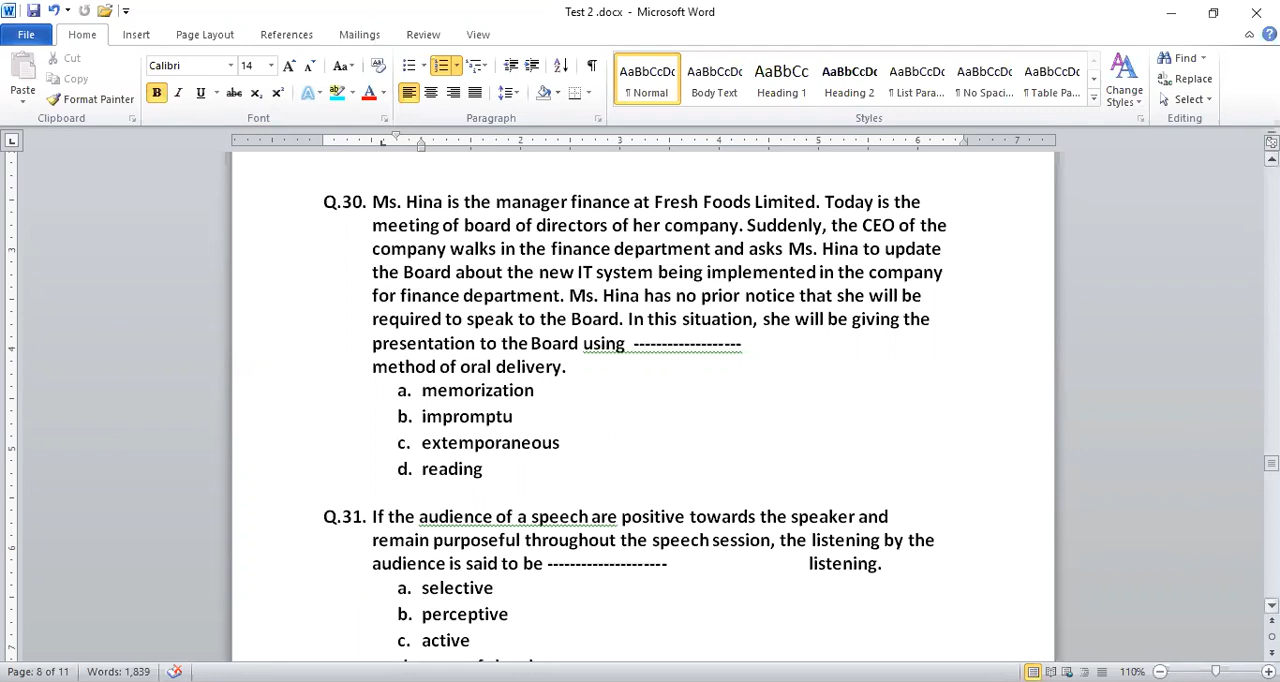 Test 2 .docx - Microsoft Word
File Home Insert Page Layout References Mailings Review View
Paste Cut Copy Format Painter
Calibri 14
AaBbCcDc AaBbCcDc AaBbCc AaBbCcDc AaBbCcDc AaBbCcDc AaBbCcDc
¶ Normal Body Text Heading 1 Heading 2 ¶ List Para... ¶ No Spaci... ¶ Table Pa...
Change Styles
Find Replace Select
Clipboard Font Paragraph Styles Editing
1 2 3 4 5 6 7
Q.30. Ms. Hina is the manager finance at Fresh Foods Limited. Today is the
meeting of board of directors of her company. Suddenly, the CEO of the
company walks in the finance department and asks Ms. Hina to update
the Board about the new IT system being implemented in the company
for finance department. Ms. Hina has no prior notice that she will be
required to speak to the Board. In this situation, she will be giving the
presentation to the Board using -------------------
method of oral delivery.
a. memorization
b. impromptu
c. extemporaneous
d. reading
Q.31. If the audience of a speech are positive towards the speaker and
remain purposeful throughout the speech session, the listening by the
audience is said to be --------------------- listening.
a. selective
b. perceptive
c. active
Page: 8 of 11 Words: 1,839 110%